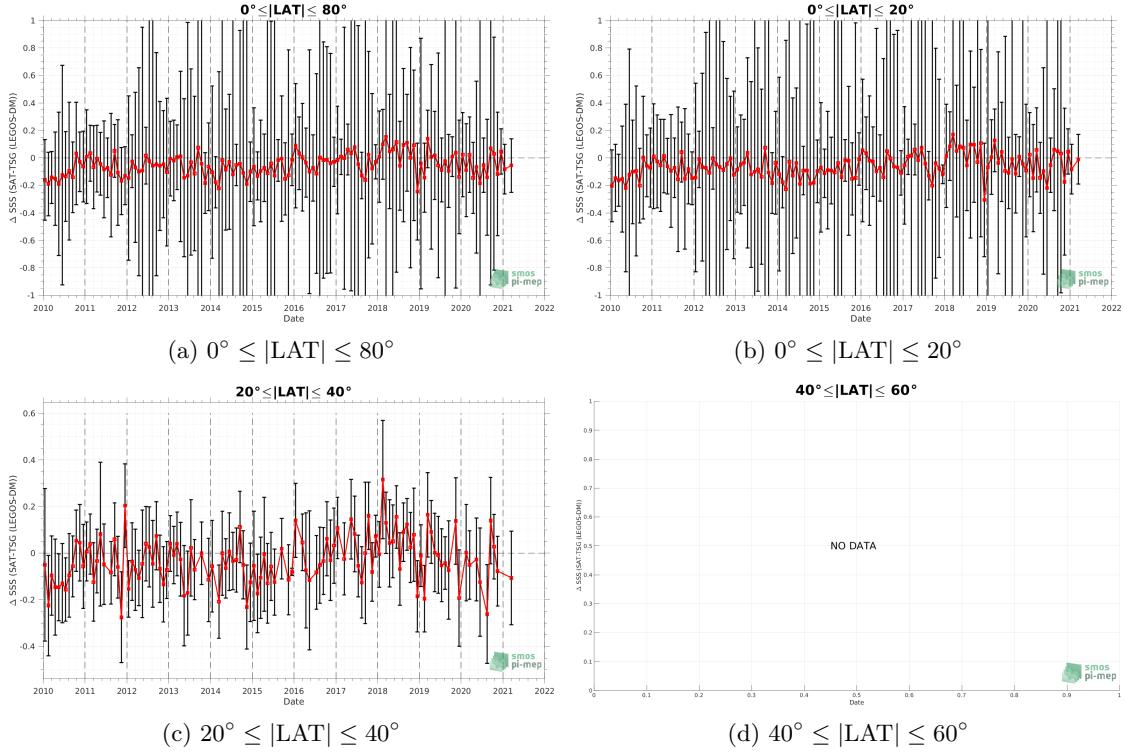 0°≤|LAT|≤ 80°
Δ SSS (SAT-TSG (LEGOS-DM))
1
0.8
0.6
0.4
0.2
0
-0.2
-0.4
-0.6
-0.8
-1
2010 2011 2012 2013 2014 2015 2016 2017 2018 2019 2020 2021 2022
Date
smos
pi-mep
(a) 0° ≤ |LAT| ≤ 80°
0°≤|LAT|≤ 20°
Δ SSS (SAT-TSG (LEGOS-DM))
1
0.8
0.6
0.4
0.2
0
-0.2
-0.4
-0.6
-0.8
-1
2010 2011 2012 2013 2014 2015 2016 2017 2018 2019 2020 2021 2022
Date
smos
pi-mep
(b) 0° ≤ |LAT| ≤ 20°
20°≤|LAT|≤ 40°
Δ SSS (SAT-TSG (LEGOS-DM))
0.6
0.4
0.2
0
-0.2
-0.4
2010 2011 2012 2013 2014 2015 2016 2017 2018 2019 2020 2021 2022
Date
smos
pi-mep
(c) 20° ≤ |LAT| ≤ 40°
40°≤|LAT|≤ 60°
Δ SSS (SAT-TSG (LEGOS-DM))
1
0.9
0.8
0.7
0.6
0.5
0.4
0.3
0.2
0.1
0
NO DATA
0 0.1 0.2 0.3 0.4 0.5 0.6 0.7 0.8 0.9 1
Date
smos
pi-mep
(d) 40° ≤ |LAT| ≤ 60°